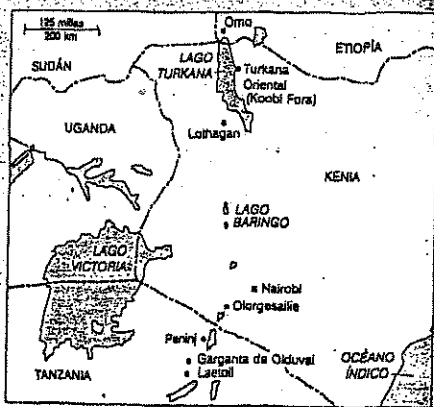 125 millas
200 km
Omo
ETIOPÍA
SUDÁN
LAGO
TURKANA
Turkana
Oriental
(Koobi Fora)
Lothagan
UGANDA
KENIA
LAGO
BARINGO
LAGO
VICTORIA
Nairobi
Olorgesailie
Peninj
Garganta de Olduvai
Laetoli
TANZANIA
OCÉANO
ÍNDICO